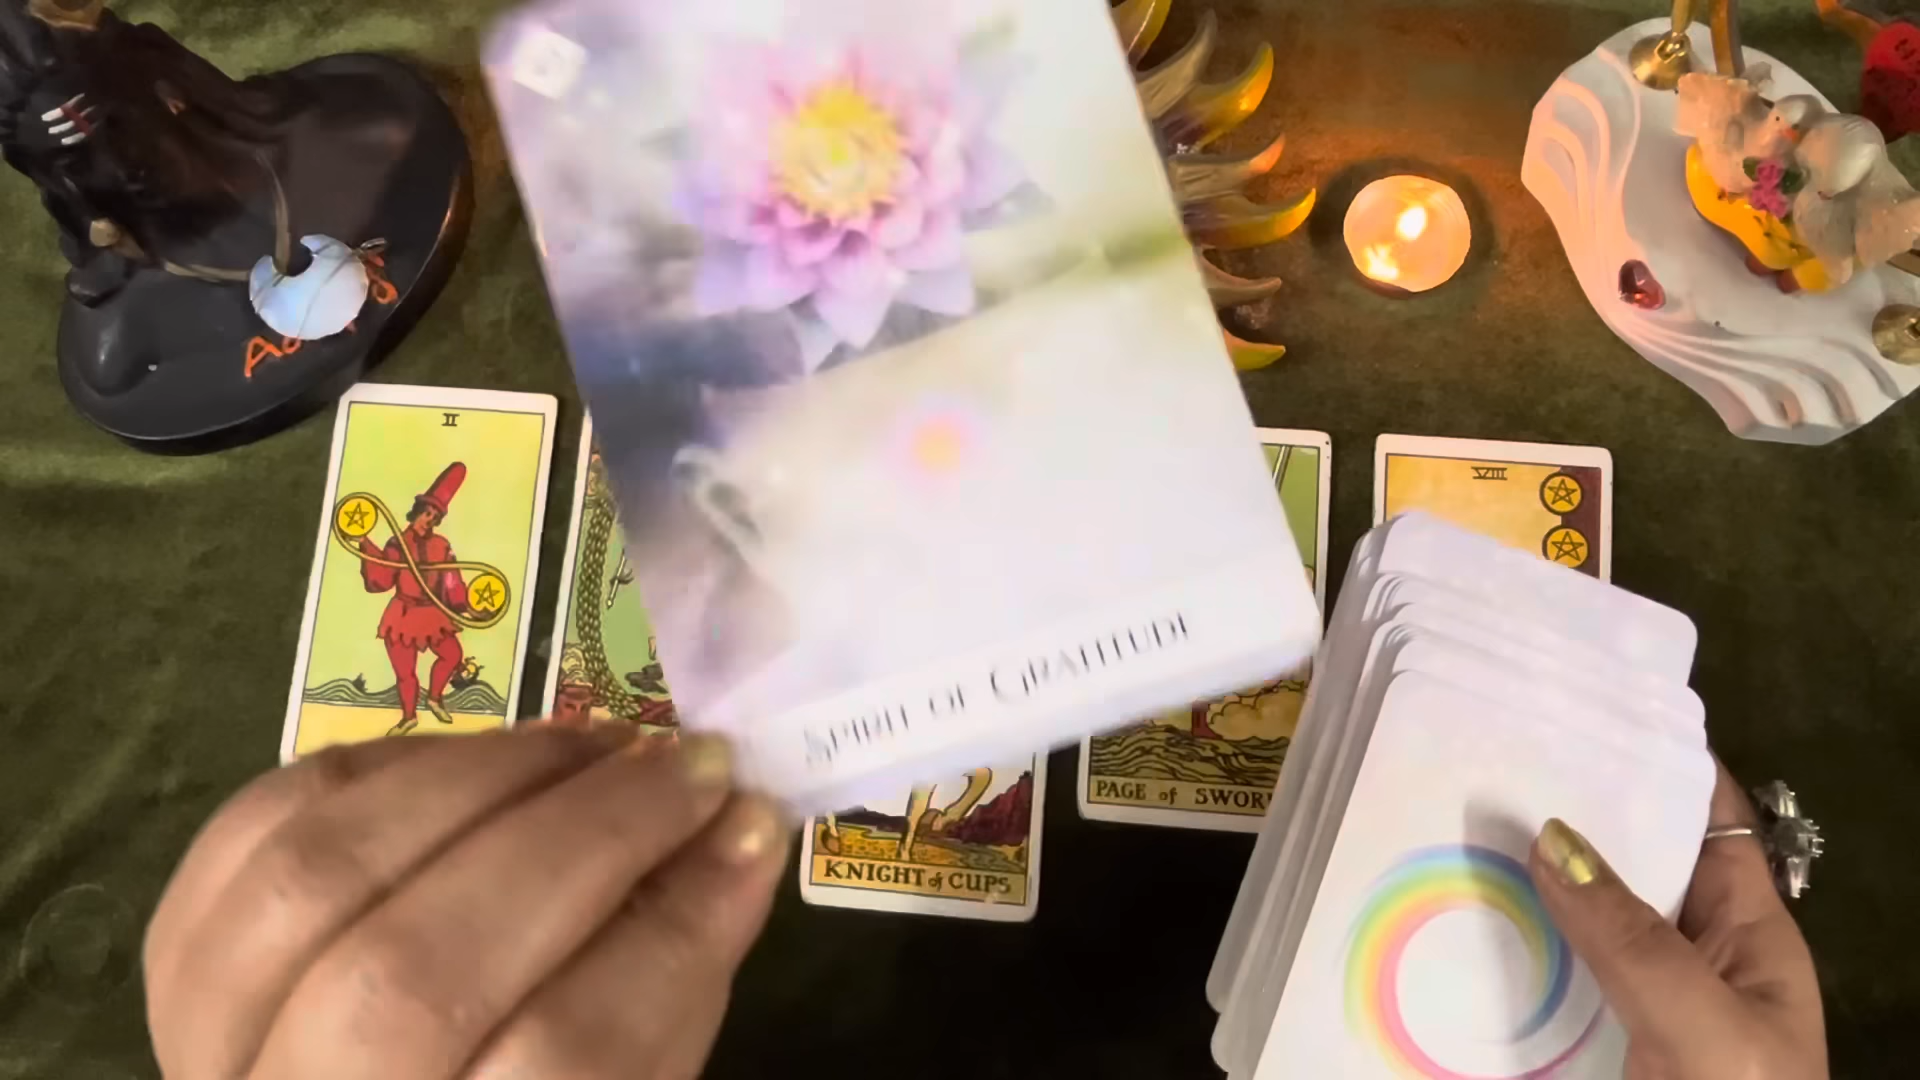 II
VIII
SPIRIT OF GRATITUDE
PAGE of SWOR
KNIGHT of CUPS